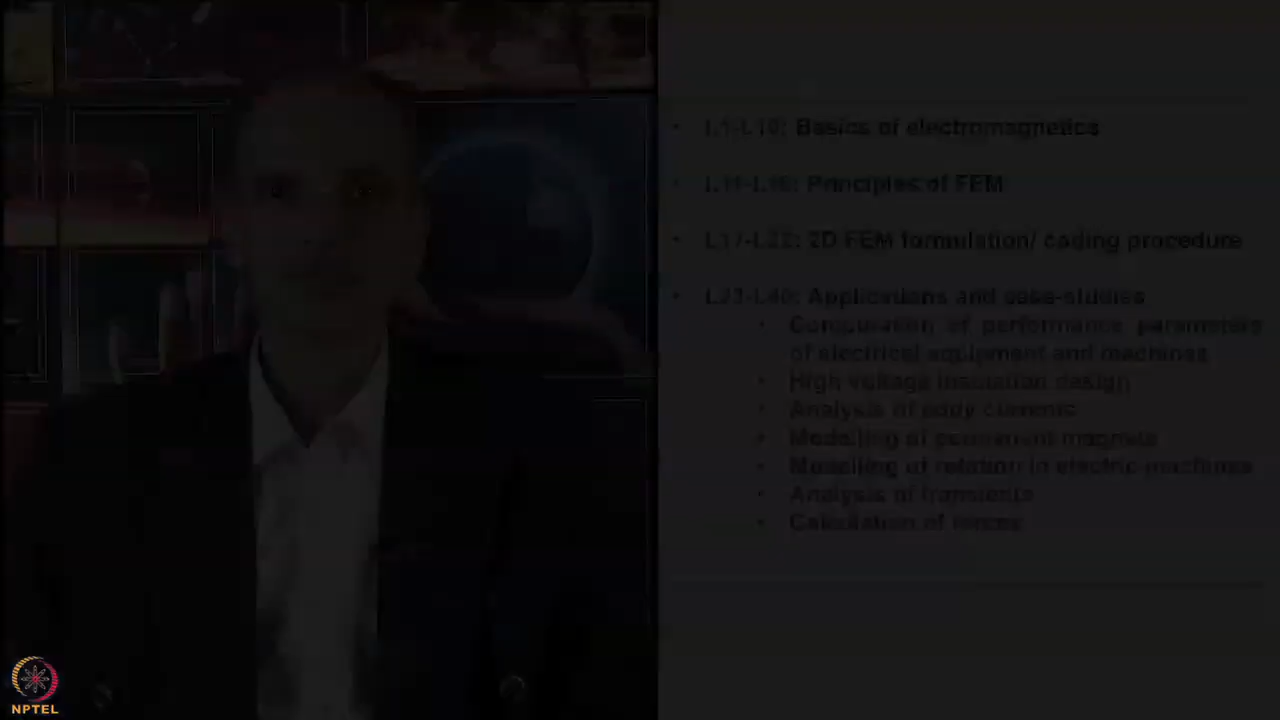 • L1-L10: Basics of electromagnetics
• L11-L16: Principles of FEM
• L17-L22: 2D FEM formulation/ coding procedure
• L23-L40: Applications and case-studies
• Computation of performance parameters
of electrical equipment and machines
• High voltage insulation design
• Analysis of eddy currents
• Modelling of permanent magnets
• Modelling of rotation in electric machines
• Analysis of transients
• Calculation of forces
NPTEL